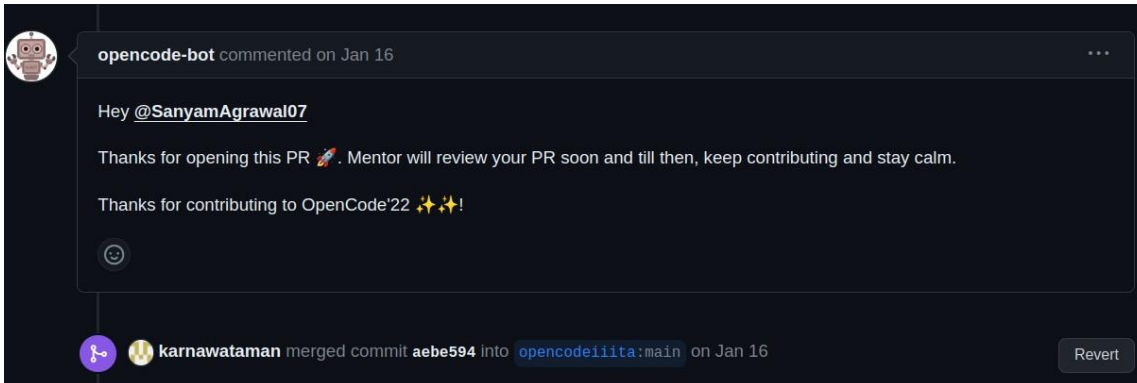 opencode-bot commented on Jan 16
Hey @SanyamAgrawal07
Thanks for opening this PR 🚀. Mentor will review your PR soon and till then, keep contributing and stay calm.
Thanks for contributing to OpenCode'22 ✨✨!
karnawataman merged commit aebe594 into opencodeiiita:main on Jan 16
Revert